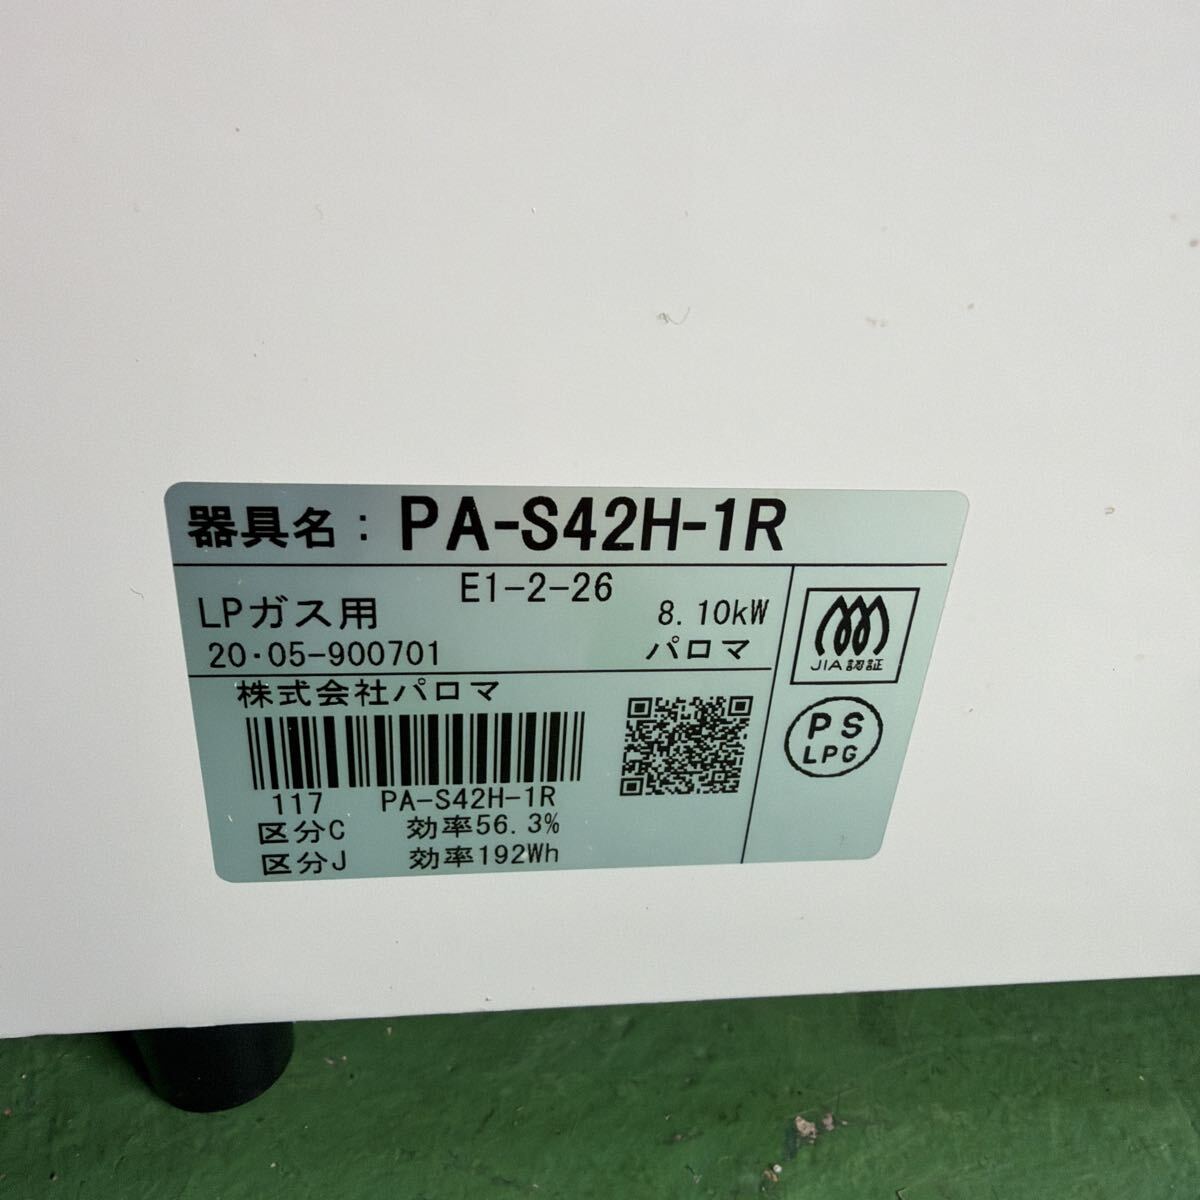 器具名：PA-S42H-1R
E1-2-26
LPガス用
8.10kW
20・05-900701
パロマ
JIA認証
株式会社パロマ
PS
LPG
117 PA-S42H-1R
区分C 効率56.3%
区分J 効率192Wh